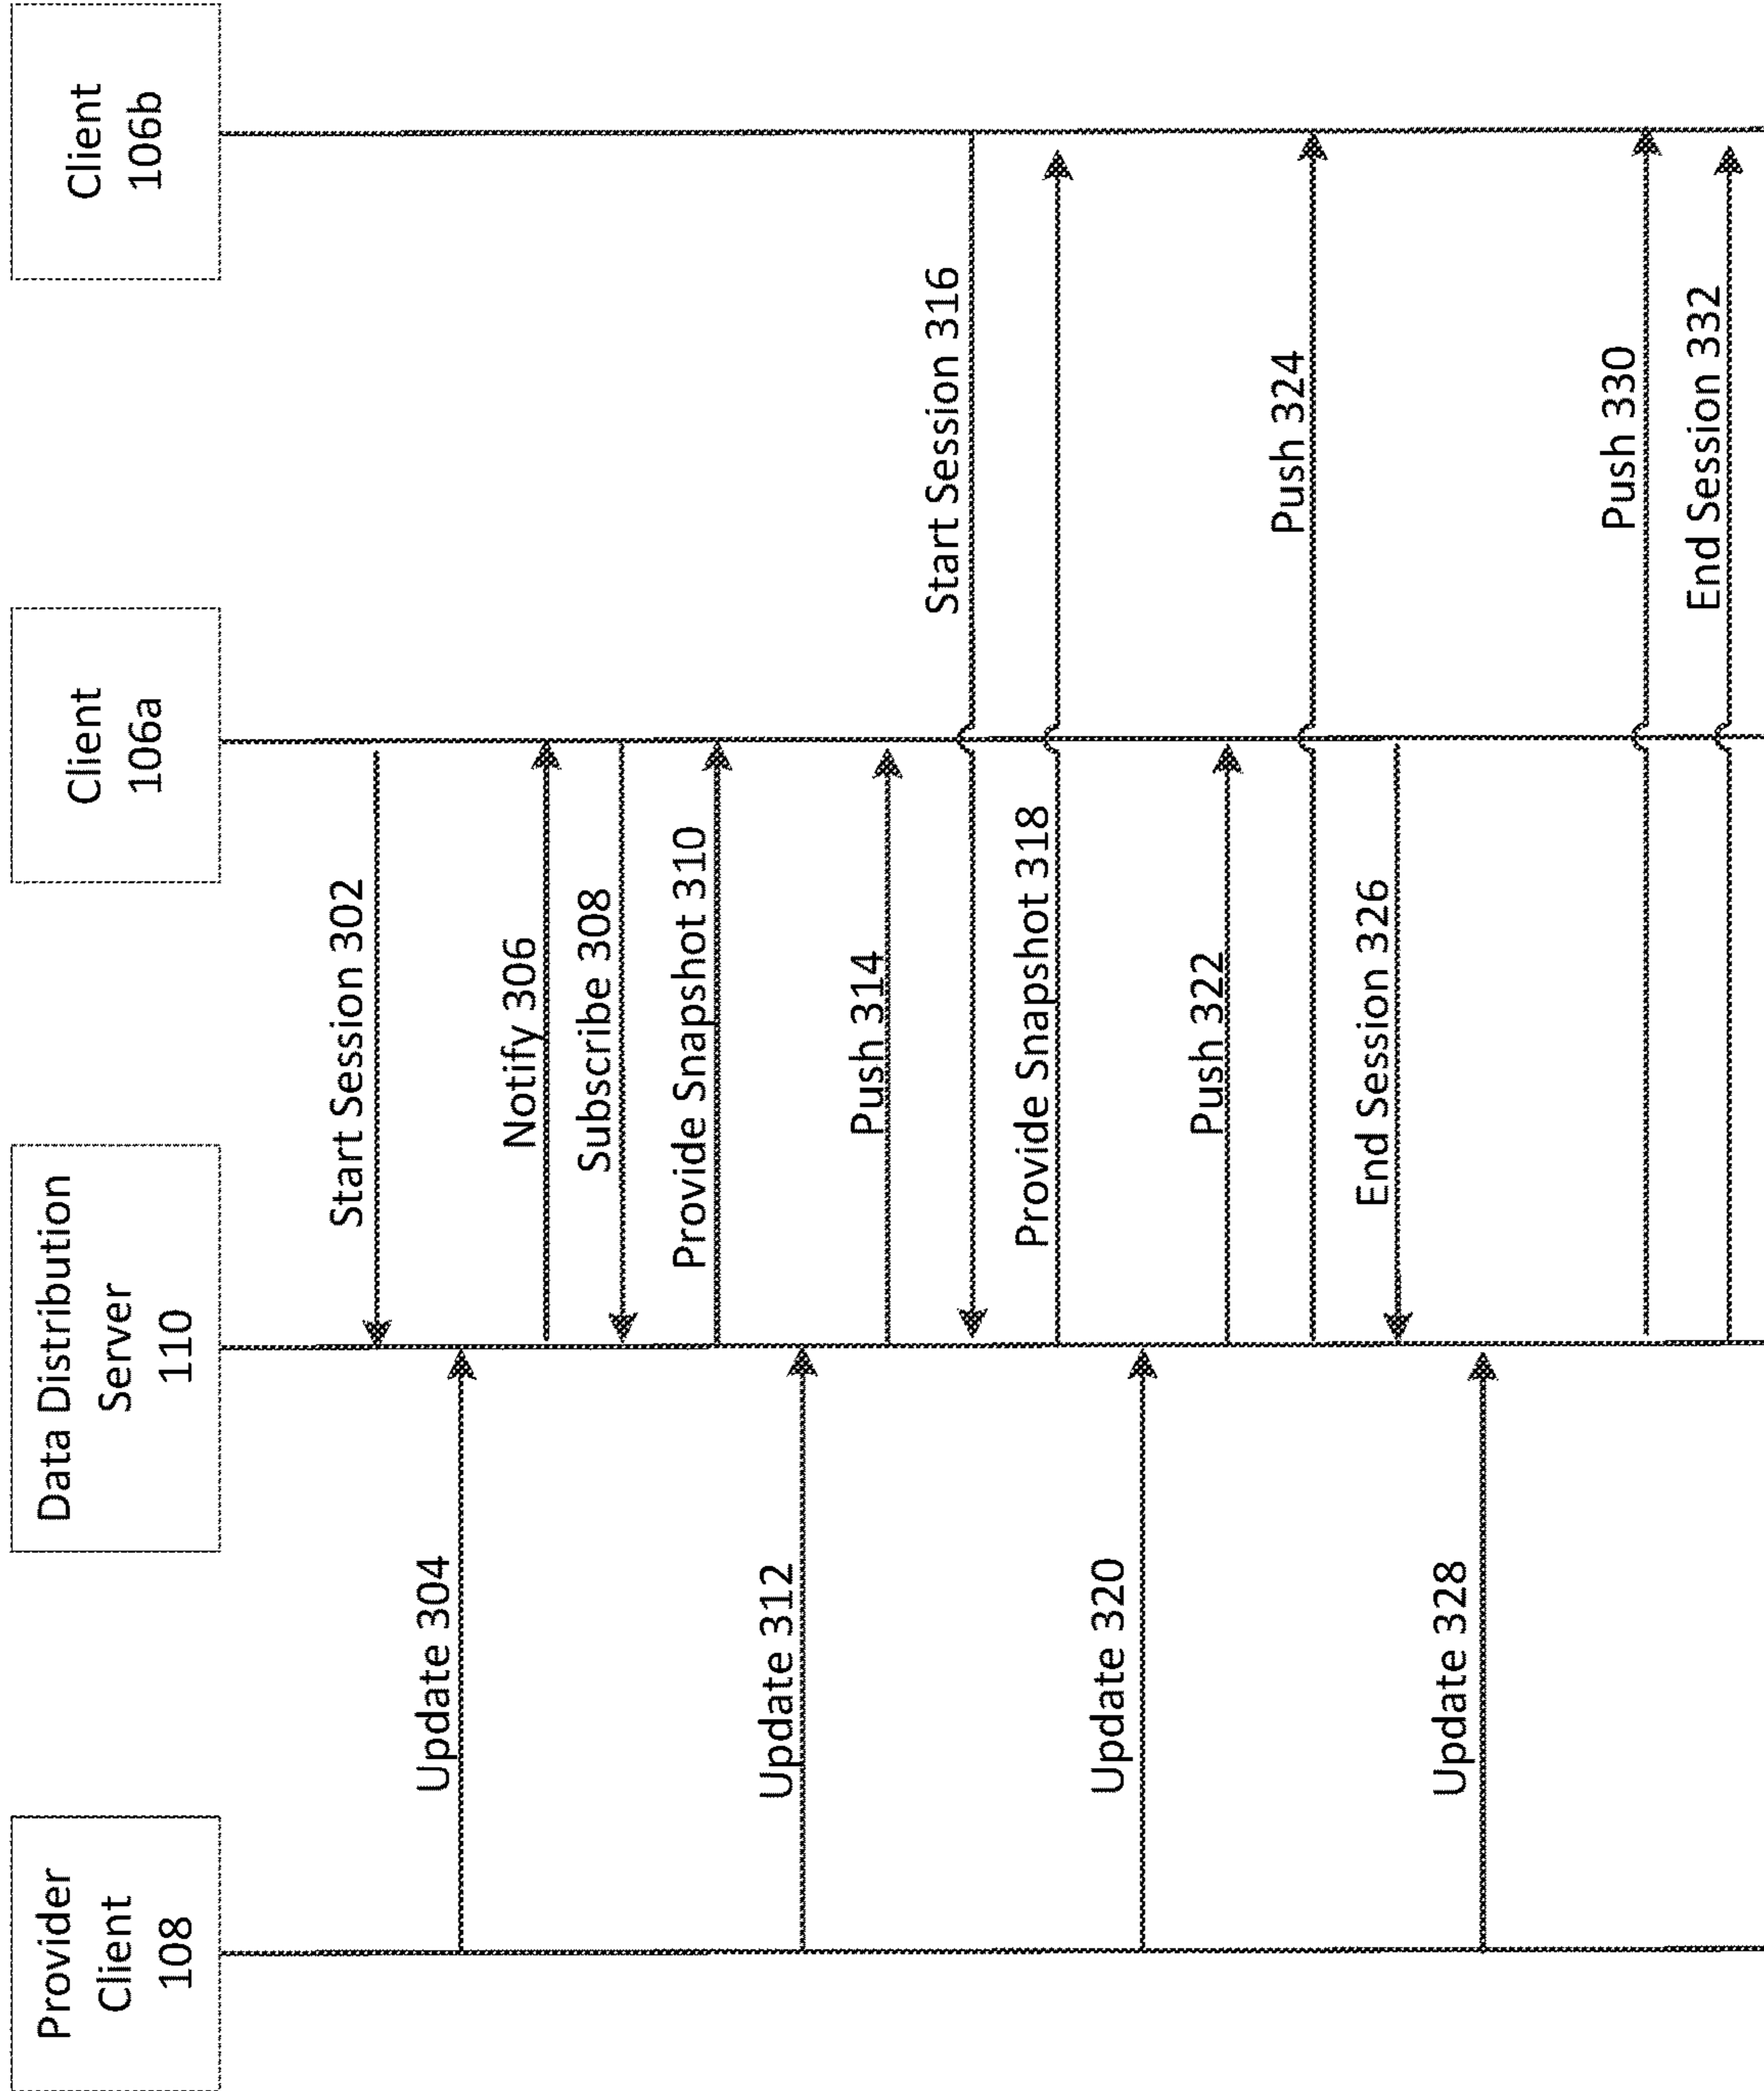 Provider
Client
108
Data Distribution
Server
110
Client
106a
Client
106b
Start Session 302
Update 304
Notify 306
Subscribe 308
Provide Snapshot 310
Update 312
Push 314
Start Session 316
Provide Snapshot 318
Update 320
Push 322
Push 324
End Session 326
Update 328
Push 330
End Session 332